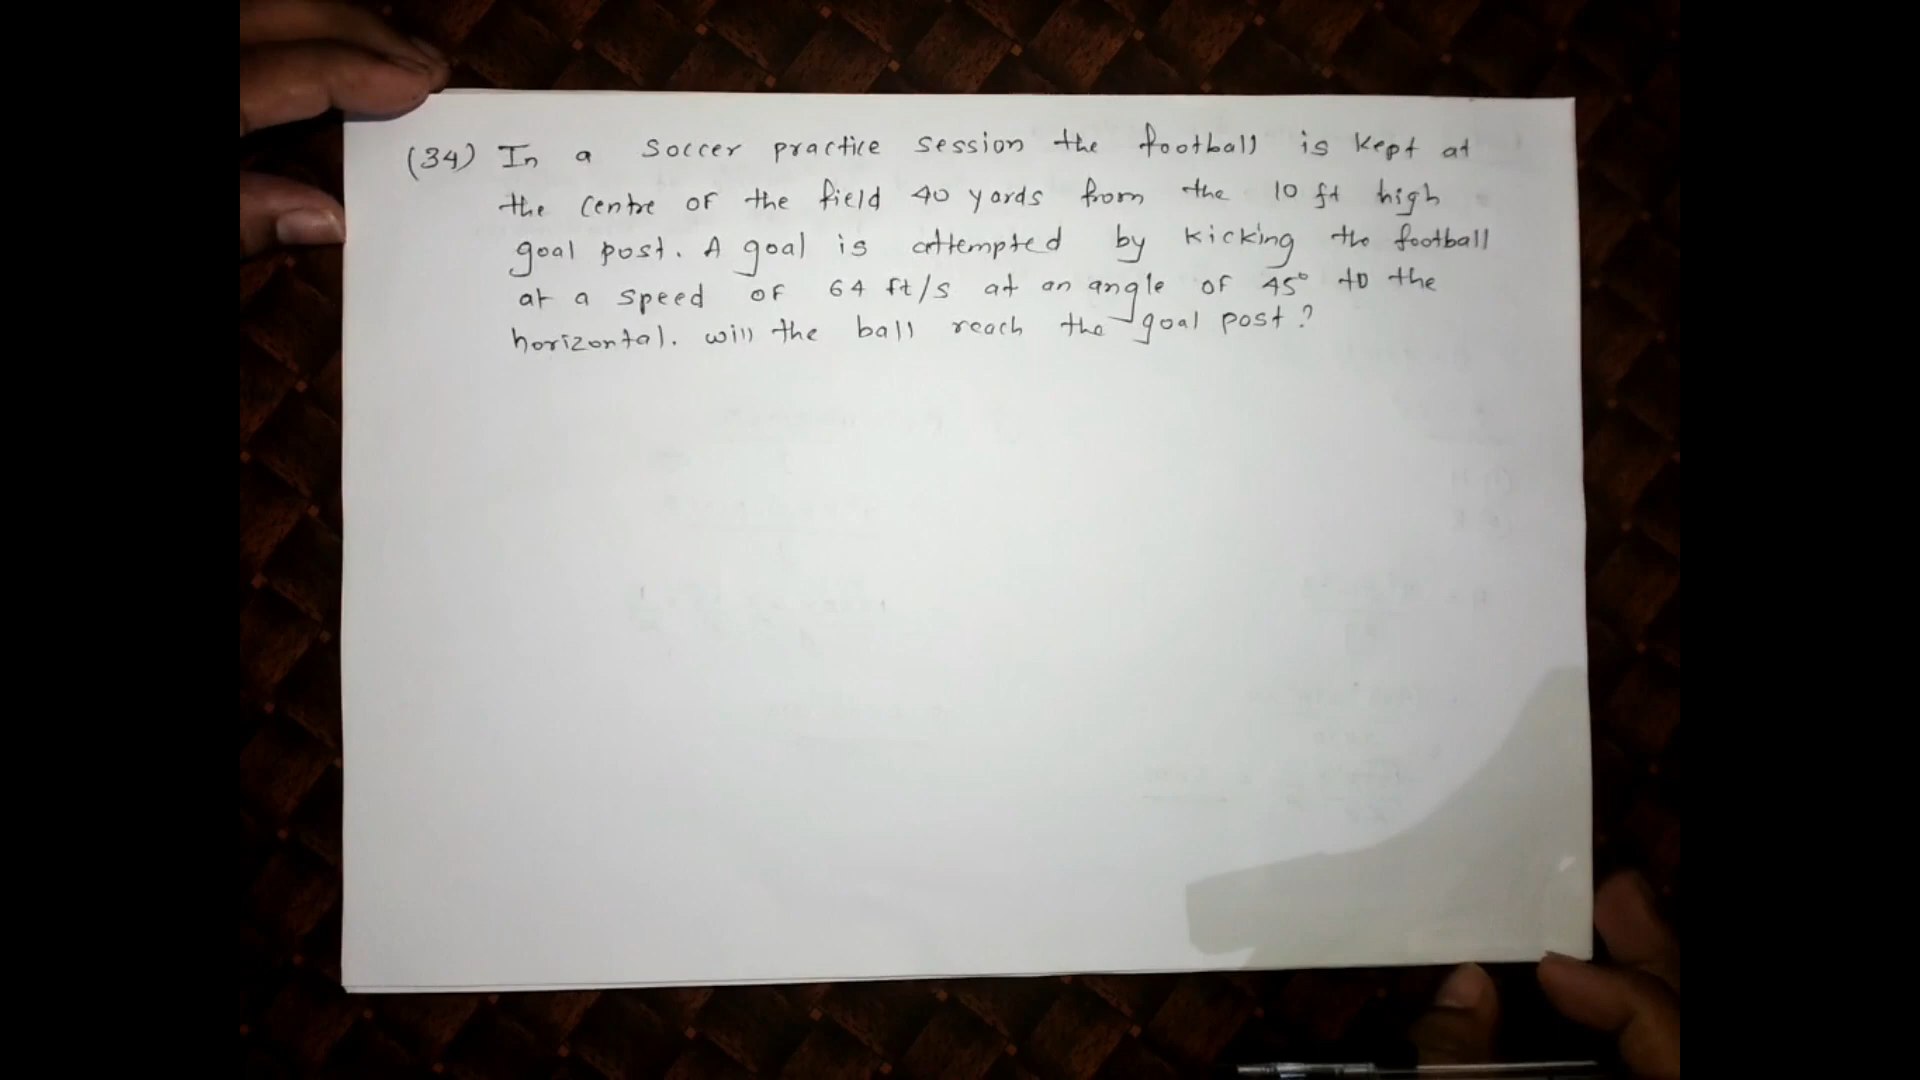 (34) In a soccer practice session the football is kept at
the centre of the field 40 yards from the 10 ft high
goal post. A goal is attempted by kicking the football
at a speed of 64 ft/s at an angle of 45° to the
horizontal. will the ball reach the goal post?